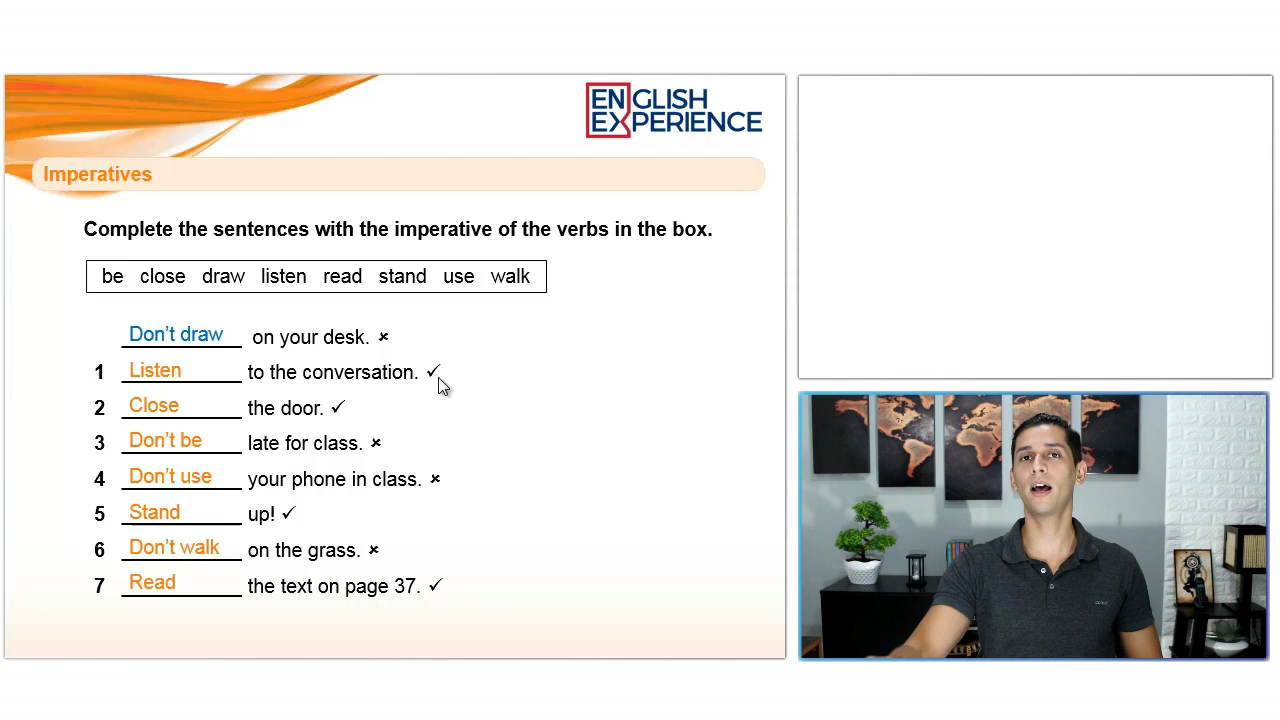 ENGLISH
EXPERIENCE
Imperatives
Complete the sentences with the imperative of the verbs in the box.
be close draw listen read stand use walk
Don't draw on your desk. ×
1 Listen to the conversation. ✓
2 Close the door. ✓
3 Don't be late for class. ×
4 Don't use your phone in class. ×
5 Stand up! ✓
6 Don't walk on the grass. ×
7 Read the text on page 37. ✓